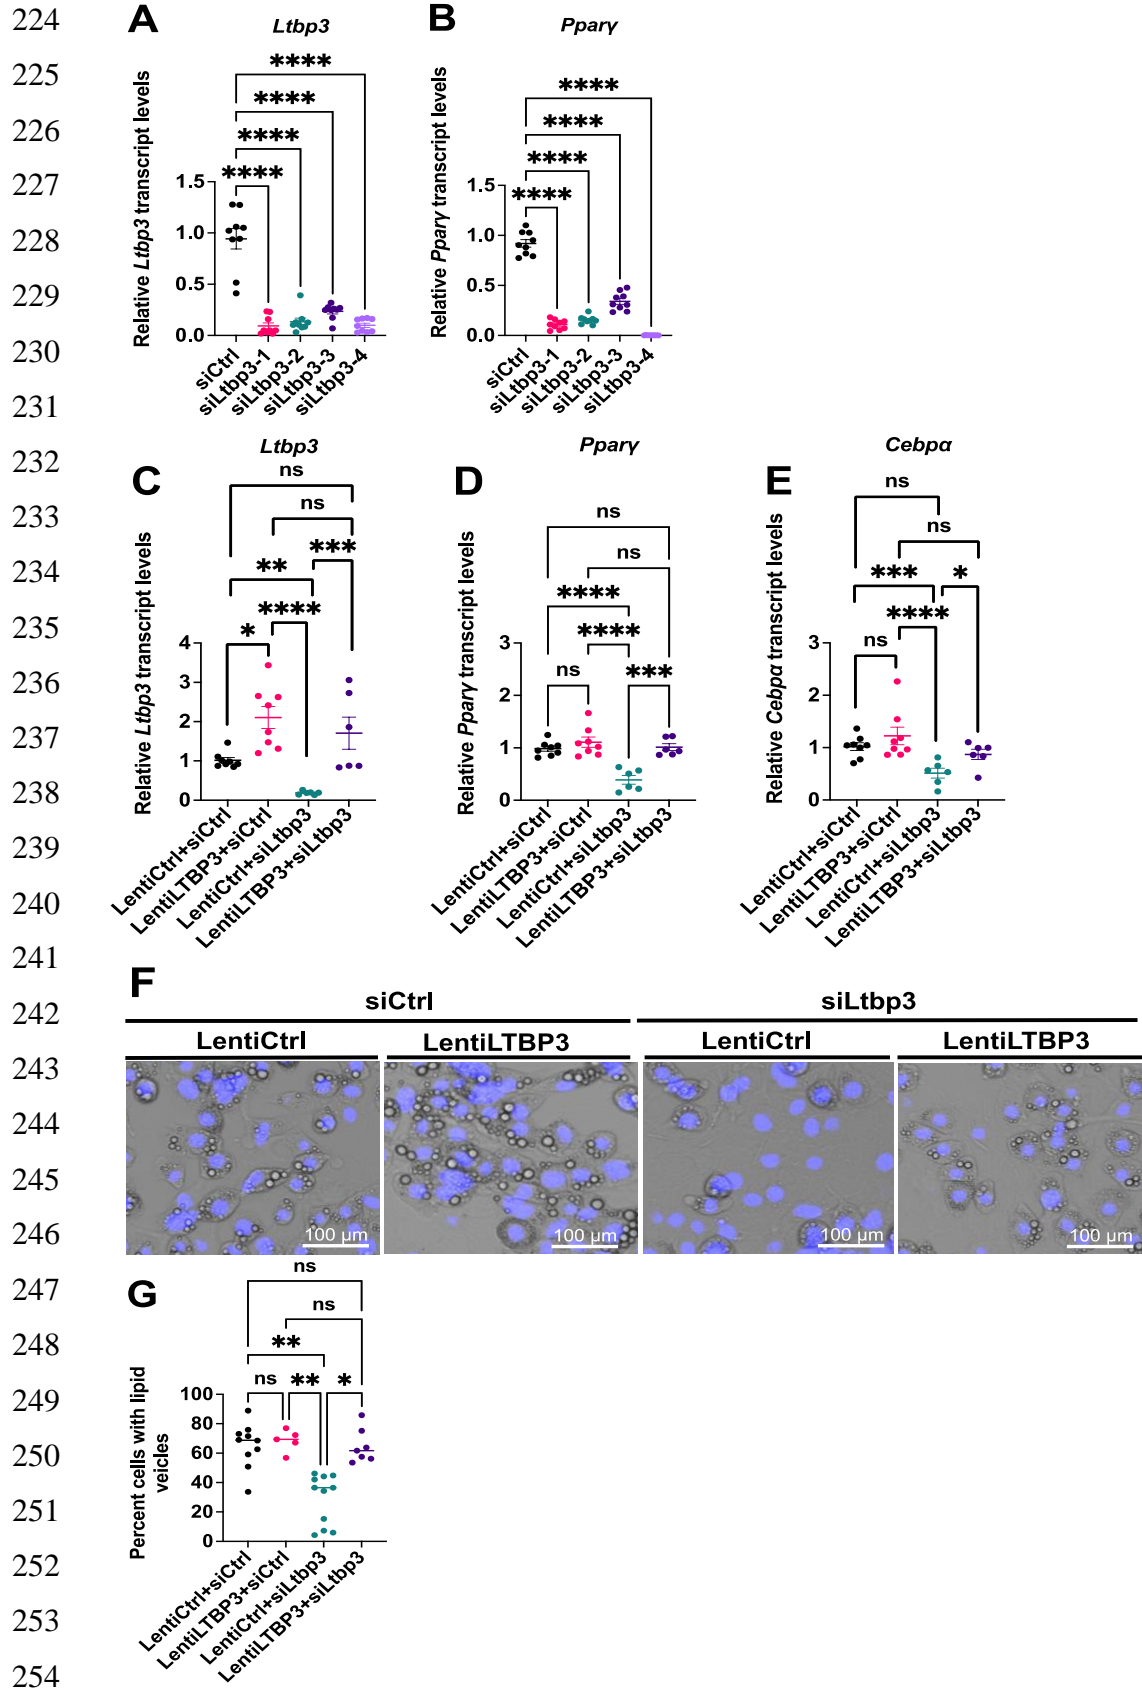 224
225
226
227
228
229
230
231
232
233
234
235
236
237
238
239
240
241
242
243
244
245
246
247
248
249
250
251
252
253
254
A
Ltbp3
Relative Ltbp3 transcript levels
****
****
****
****
1.5
1.0
0.5
0.0
siCtrl
siLtbp3-1
siLtbp3-2
siLtbp3-3
siLtbp3-4
B
Pparγ
Relative Pparγ transcript levels
****
****
****
****
1.5
1.0
0.5
0.0
siCtrl
siLtbp3-1
siLtbp3-2
siLtbp3-3
siLtbp3-4
C
Ltbp3
Relative Ltbp3 transcript levels
ns
ns
***
**
****
*
4
3
2
1
0
LentiCtrl+siCtrl
LentiLTBP3+siCtrl
LentiCtrl+siLtbp3
LentiLTBP3+siLtbp3
D
Pparγ
Relative Pparγ transcript levels
ns
ns
****
****
ns
***
3
2
1
0
LentiCtrl+siCtrl
LentiLTBP3+siCtrl
LentiCtrl+siLtbp3
LentiLTBP3+siLtbp3
E
Cebpα
Relative Cebpα transcript levels
ns
ns
***
*
****
ns
3
2
1
0
LentiCtrl+siCtrl
LentiLTBP3+siCtrl
LentiCtrl+siLtbp3
LentiLTBP3+siLtbp3
F
siCtrl
siLtbp3
LentiCtrl
LentiLTBP3
LentiCtrl
LentiLTBP3
100 µm
100 µm
100 µm
100 µm
G
Percent cells with lipid
veicles
ns
ns
**
ns
**
*
100
80
60
40
20
0
LentiCtrl+siCtrl
LentiLTBP3+siCtrl
LentiCtrl+siLtbp3
LentiLTBP3+siLtbp3